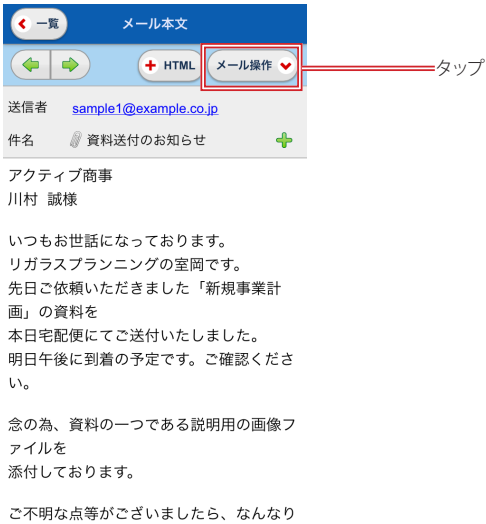 一覧
メール本文
HTML
メール操作
タップ
送信者 sample1@example.co.jp
件名 資料送付のお知らせ
アクティブ商事
川村 誠様
いつもお世話になっております。
リガラスプランニングの室岡です。
先日ご依頼いただきました「新規事業計
画」の資料を
本日宅配便にてご送付いたしました。
明日午後に到着の予定です。ご確認くださ
い。
念の為、資料の一つである説明用の画像フ
ァイルを
添付しております。
ご不明な点等がございましたら、なんなり